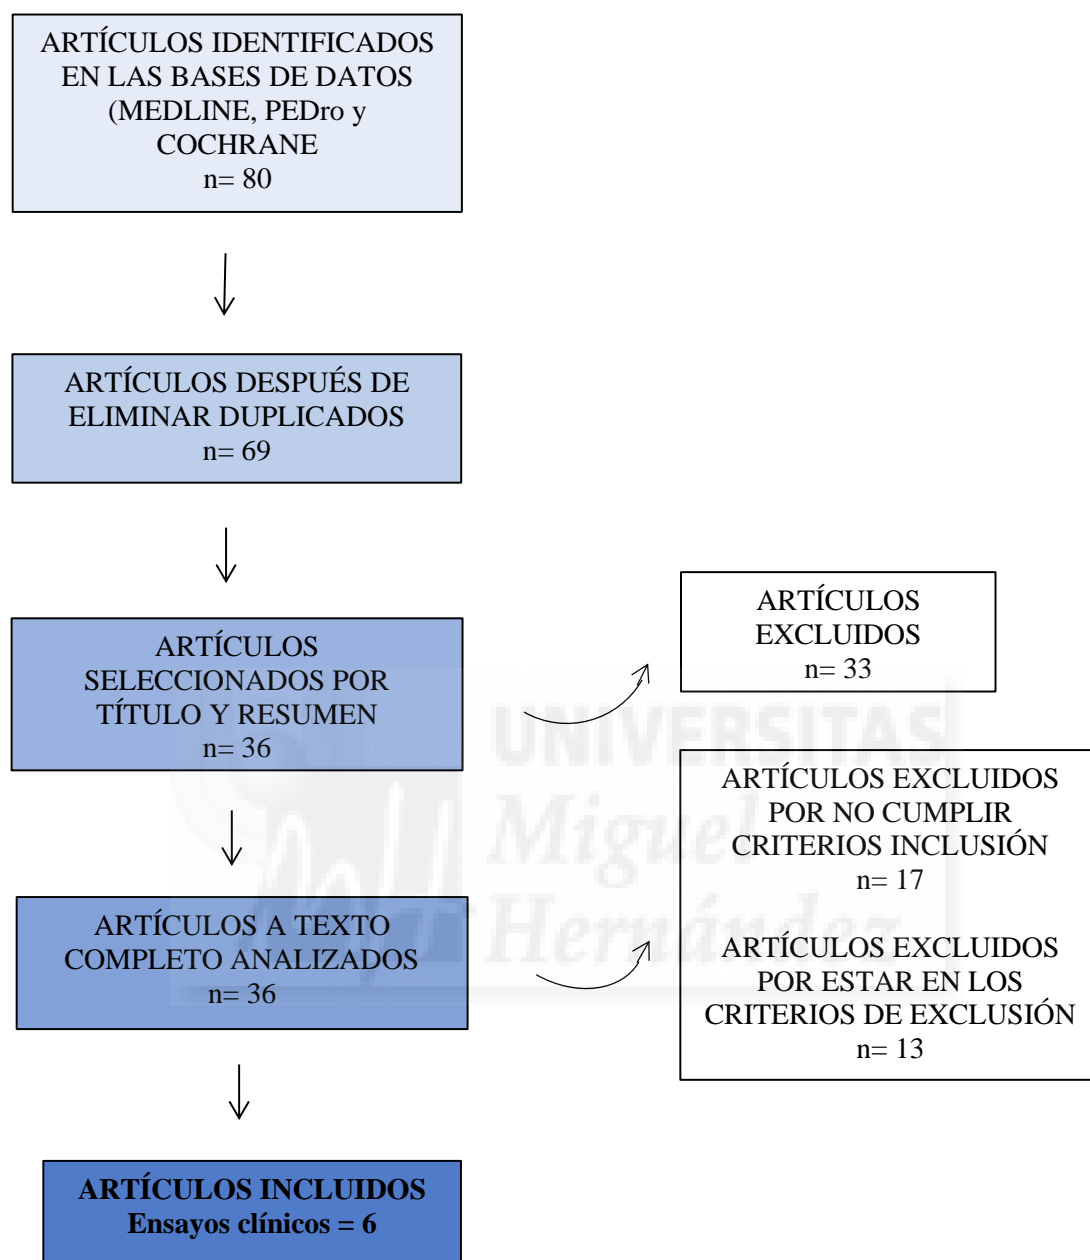 ARTÍCULOS IDENTIFICADOS
EN LAS BASES DE DATOS
(MEDLINE, PEDro y
COCHRANE
n= 80
ARTÍCULOS DESPUÉS DE
ELIMINAR DUPLICADOS
n= 69
ARTÍCULOS
SELECCIONADOS POR
TÍTULO Y RESUMEN
n= 36
ARTÍCULOS
EXCLUIDOS
n= 33
UNIVERSITAS
Miguel
Hernández
ARTÍCULOS A TEXTO
COMPLETO ANALIZADOS
n= 36
ARTÍCULOS EXCLUIDOS
POR NO CUMPLIR
CRITERIOS INCLUSIÓN
n= 17
ARTÍCULOS EXCLUIDOS
POR ESTAR EN LOS
CRITERIOS DE EXCLUSIÓN
n= 13
ARTÍCULOS INCLUIDOS
Ensayos clínicos = 6